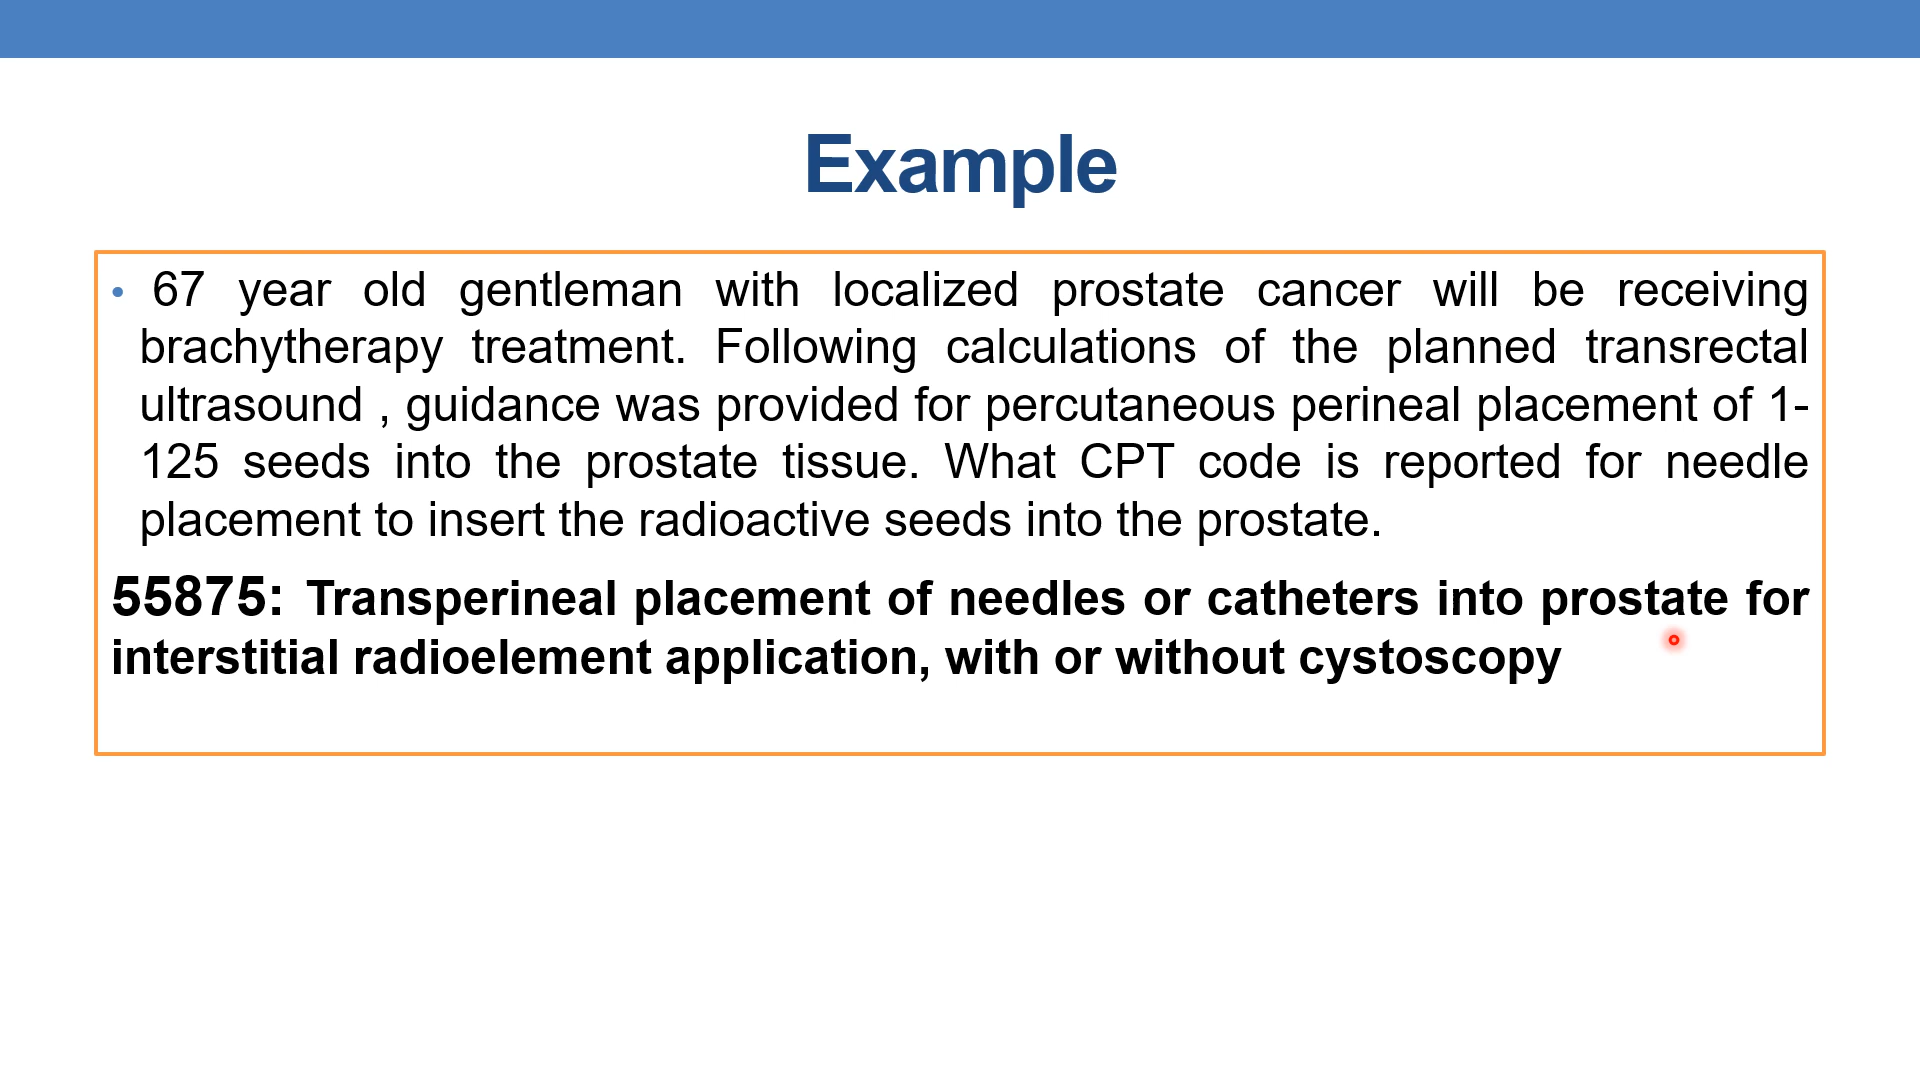 Example
• 67 year old gentleman with localized prostate cancer will be receiving
brachytherapy treatment. Following calculations of the planned transrectal
ultrasound , guidance was provided for percutaneous perineal placement of 1-
125 seeds into the prostate tissue. What CPT code is reported for needle
placement to insert the radioactive seeds into the prostate.
55875: Transperineal placement of needles or catheters into prostate for
interstitial radioelement application, with or without cystoscopy